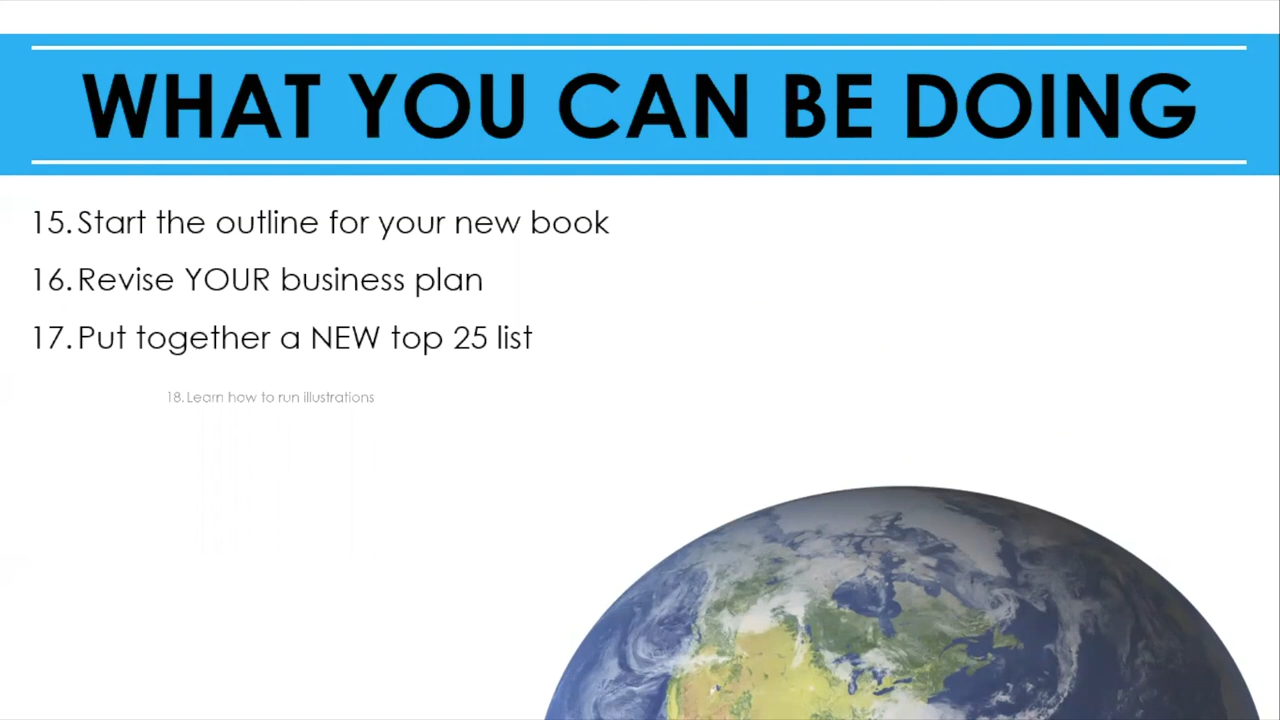 WHAT YOU CAN BE DOING
15. Start the outline for your new book
16. Revise YOUR business plan
17. Put together a NEW top 25 list
18. Learn how to run illustrations